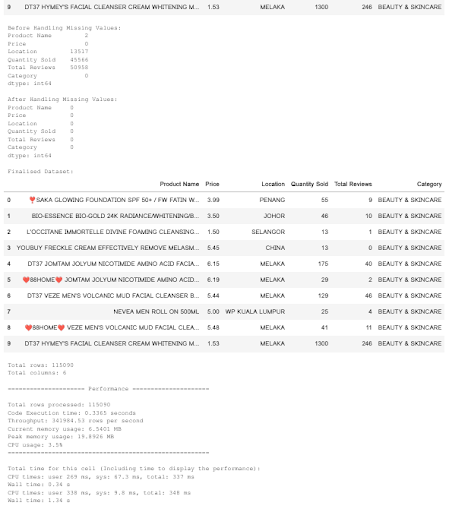 9 DT37 HYMEY'S FACIAL CLEANSER CREAM WHITENING M... 1.53 MELAKA 1300 246 BEAUTY & SKINCARE
Before Handling Missing Values:
Product Name 2
Price 0
Location 13517
Quantity Sold 45566
Total Reviews 50958
Category 0
dtype: int64
After Handling Missing Values:
Product Name 0
Price 0
Location 0
Quantity Sold 0
Total Reviews 0
Category 0
dtype: int64
Finalised Dataset:
Product Name Price Location Quantity Sold Total Reviews Category
0 ❣️SAKA GLOWING FOUNDATION SPF 50+ / FW FATIN W... 3.99 PENANG 55 9 BEAUTY & SKINCARE
1 BIO-ESSENCE BIO-GOLD 24K RADIANCE/WHITENING/B... 3.50 JOHOR 46 10 BEAUTY & SKINCARE
2 L'OCCITANE IMMORTELLE DIVINE FOAMING CLEANSING... 1.50 SELANGOR 13 1 BEAUTY & SKINCARE
3 YOUBUY FRECKLE CREAM EFFECTIVELY REMOVE MELASM... 5.45 CHINA 13 0 BEAUTY & SKINCARE
4 DT37 JOMTAM JOLYUM NICOTIMIDE AMINO ACID FACIA... 6.15 MELAKA 175 40 BEAUTY & SKINCARE
5 ❤️88HOME❤️ JOMTAM JOLYUM NICOTIMIDE AMINO ACID... 6.19 MELAKA 29 2 BEAUTY & SKINCARE
6 DT37 VEZE MEN'S VOLCANIC MUD FACIAL CLEANSER B... 5.44 MELAKA 129 46 BEAUTY & SKINCARE
7 NEVEA MEN ROLL ON 500ML 5.00 WP KUALA LUMPUR 25 4 BEAUTY & SKINCARE
8 ❤️88HOME❤️ VEZE MEN'S VOLCANIC MUD FACIAL CLEA... 5.48 MELAKA 41 11 BEAUTY & SKINCARE
9 DT37 HYMEY'S FACIAL CLEANSER CREAM WHITENING M... 1.53 MELAKA 1300 246 BEAUTY & SKINCARE
Total rows: 115090
Total columns: 6
===================== Performance =====================
Total rows processed: 115090
Code Execution time: 0.3365 seconds
Throughput: 341984.53 rows per second
Current memory usage: 6.5401 MB
Peak memory usage: 19.8926 MB
CPU usage: 3.5%
=======================================================
Total time for this cell (Including time to display the performance):
CPU times: user 269 ms, sys: 67.3 ms, total: 337 ms
Wall time: 0.34 s
CPU times: user 338 ms, sys: 9.8 ms, total: 348 ms
Wall time: 1.34 s